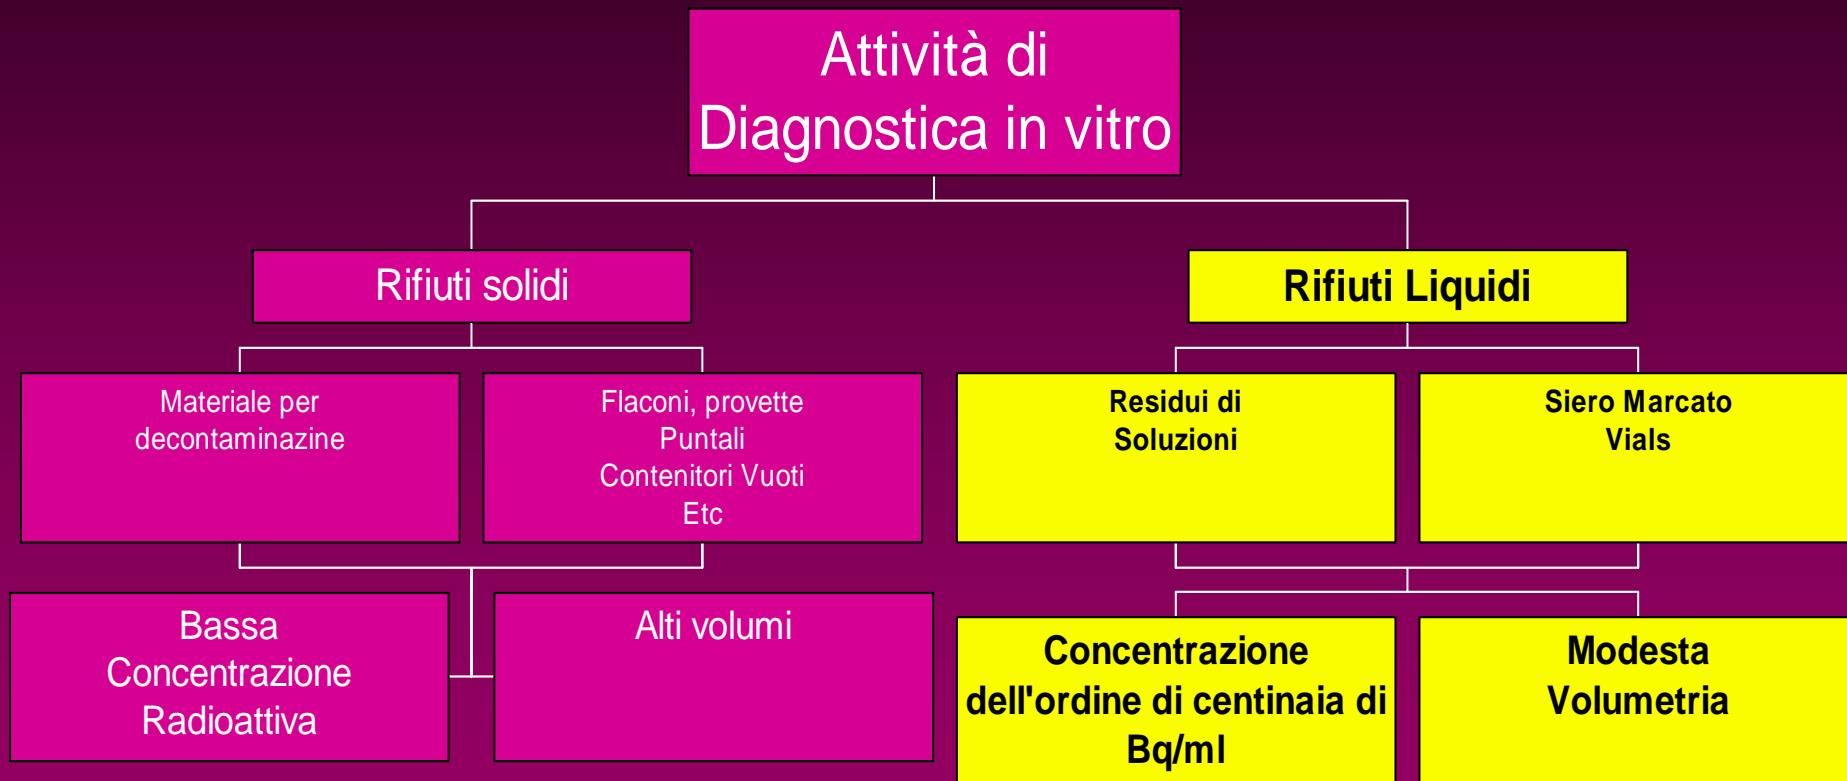 Attività di
Diagnostica in vitro
Rifiuti solidi
Rifiuti Liquidi
Materiale per
decontaminazine
Flaconi, provette
Puntali
Contenitori Vuoti
Etc
Residui di
Soluzioni
Siero Marcato
Vials
Bassa
Concentrazione
Radioattiva
Alti volumi
Concentrazione
dell'ordine di centinaia di
Bq/ml
Modesta
Volumetria